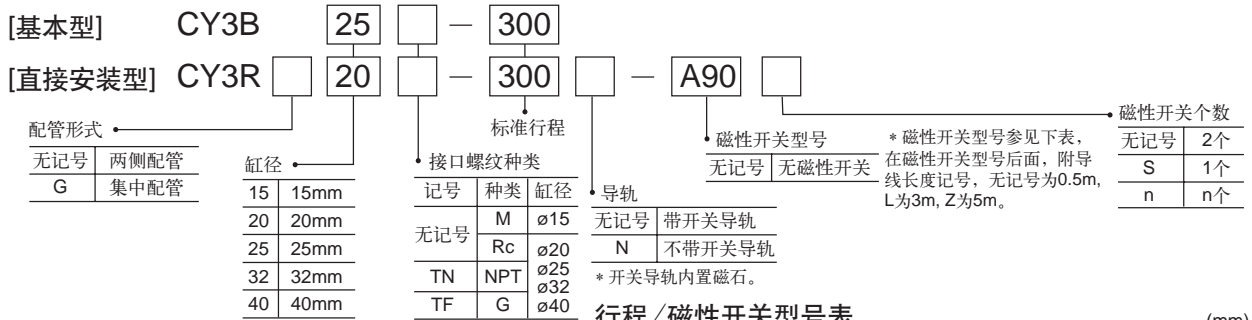 [基本型] CY3B 25 — 300
[直接安装型] CY3R 20 — 300 — A90
配管形式
无记号 两侧配管
G 集中配管
缸径
15 15mm
20 20mm
25 25mm
32 32mm
40 40mm
标准行程
接口螺纹种类
记号 种类 缸径
无记号 M ø15
Rc ø20
TN NPT ø25
ø32
TF G ø40
导轨
无记号 带开关导轨
N 不带开关导轨
* 开关导轨内置磁石。
磁性开关型号
无记号 无磁性开关
* 磁性开关型号参见下表，
在磁性开关型号后面，附导
线长度记号，无记号为0.5m,
L为3m, Z为5m。
磁性开关个数
无记号 2个
S 1个
n n个
行程/磁性开关型号表
(mm)